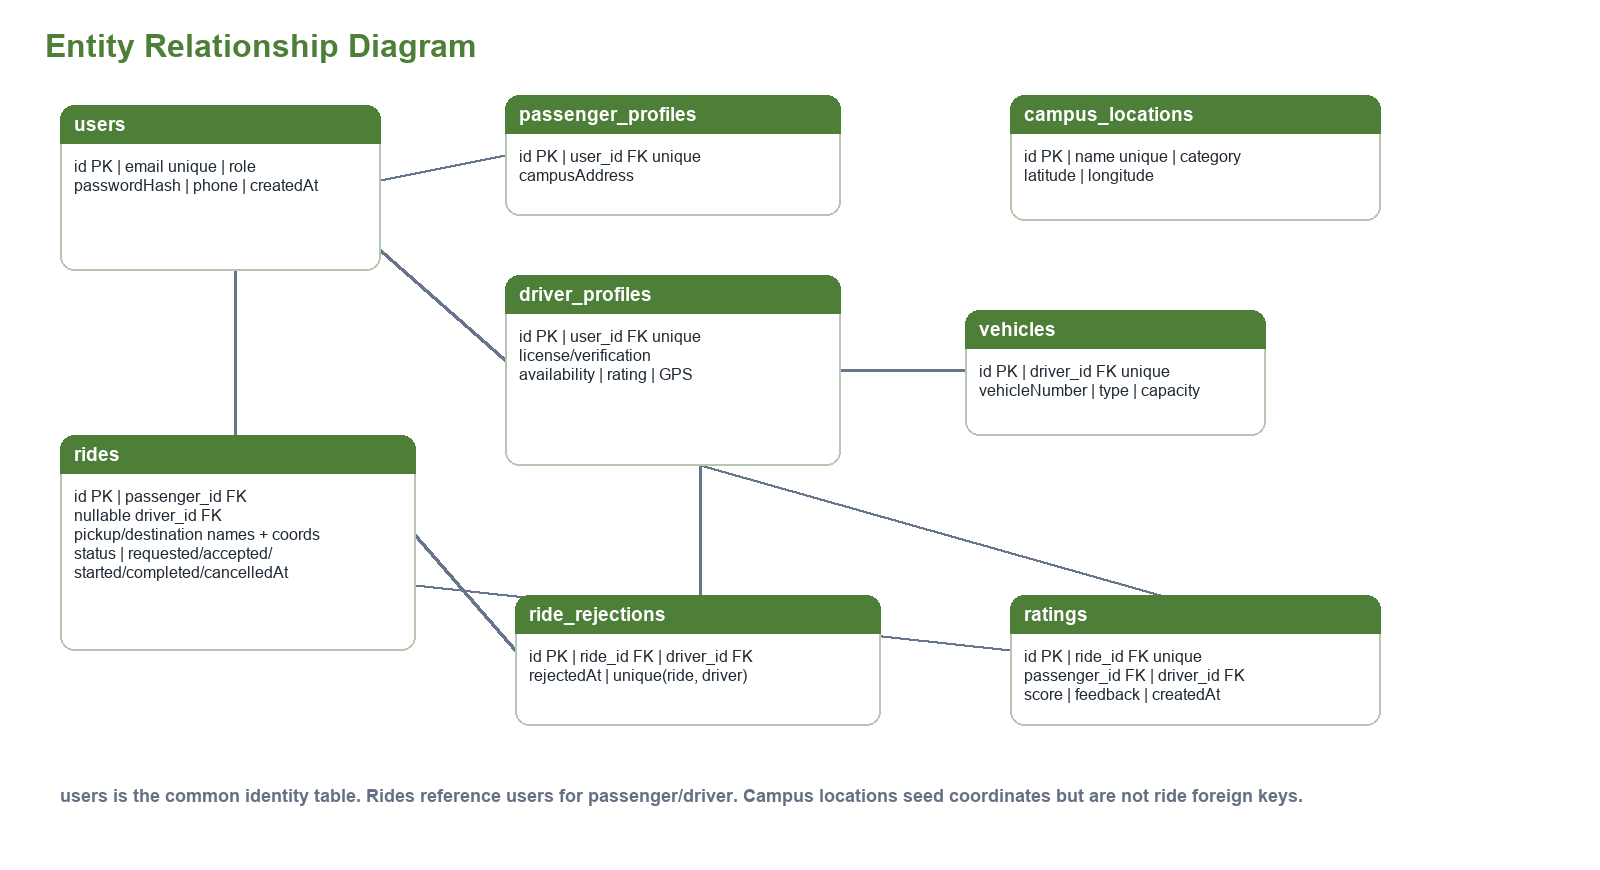 Entity Relationship Diagram
users
id PK | email unique | role
passwordHash | phone | createdAt
passenger_profiles
id PK | user_id FK unique
campusAddress
campus_locations
id PK | name unique | category
latitude | longitude
driver_profiles
id PK | user_id FK unique
license/verification
availability | rating | GPS
vehicles
id PK | driver_id FK unique
vehicleNumber | type | capacity
rides
id PK | passenger_id FK
nullable driver_id FK
pickup/destination names + coords
status | requested/accepted/
started/completed/cancelledAt
ride_rejections
id PK | ride_id FK | driver_id FK
rejectedAt | unique(ride, driver)
ratings
id PK | ride_id FK unique
passenger_id FK | driver_id FK
score | feedback | createdAt
users is the common identity table. Rides reference users for passenger/driver. Campus locations seed coordinates but are not ride foreign keys.